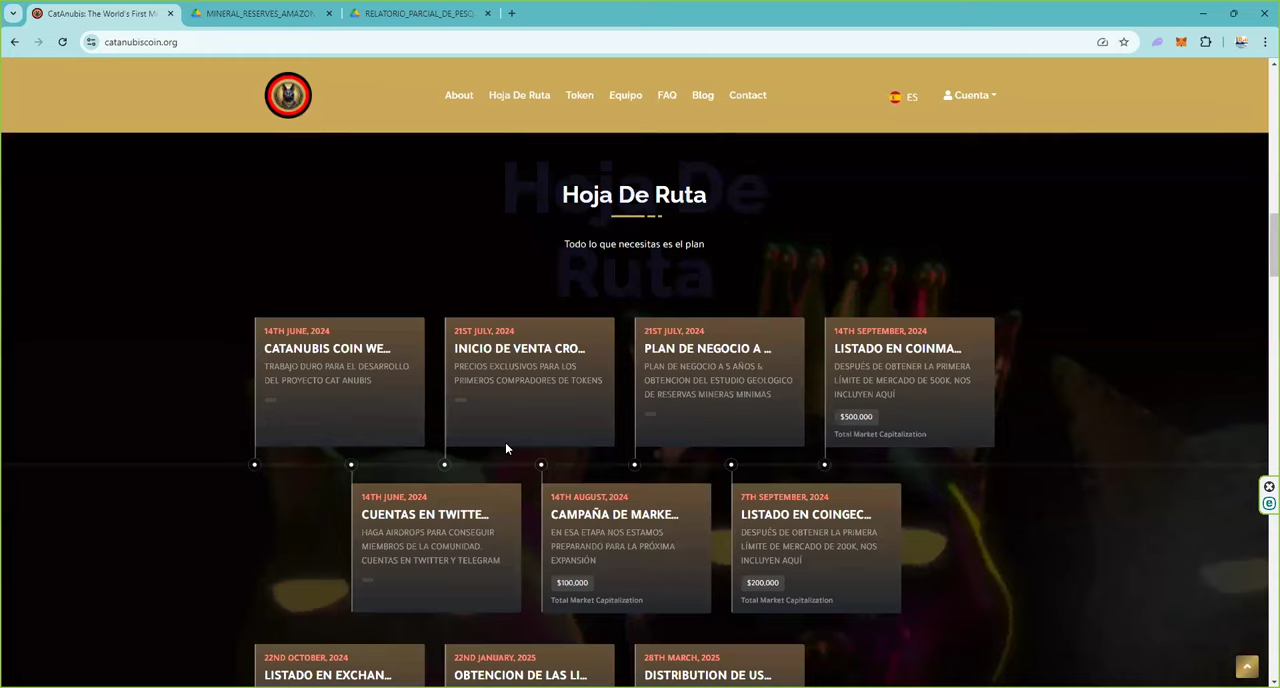 CatAnubis: The World's First Mi
MINERAL_RESERVES_AMAZON
RELATORIO_PARCIAL_DE_PESQ
catanubiscoin.org
About
Hoja De Ruta
Token
Equipo
FAQ
Blog
Contact
ES
Cuenta
Hoja De Ruta
Hoja De Ruta
Todo lo que necesitas es el plan
14TH JUNE, 2024
CATANUBIS COIN WE...
TRABAJO DURO PARA EL DESARROLLO
DEL PROYECTO CAT ANUBIS
21ST JULY, 2024
INICIO DE VENTA CRO...
PRECIOS EXCLUSIVOS PARA LOS
PRIMEROS COMPRADORES DE TOKENS
21ST JULY, 2024
PLAN DE NEGOCIO A ...
PLAN DE NEGOCIO A 5 AÑOS &
OBTENCION DEL ESTUDIO GEOLOGICO
DE RESERVAS MINERAS MINIMAS
14TH SEPTEMBER, 2024
LISTADO EN COINMA...
DESPUÉS DE OBTENER LA PRIMERA
LÍMITE DE MERCADO DE 500K, NOS
INCLUYEN AQUÍ
$500,000
Total Market Capitalization
14TH JUNE, 2024
CUENTAS EN TWITTE...
HAGA AIRDROPS PARA CONSEGUIR
MIEMBROS DE LA COMUNIDAD.
CUENTAS EN TWITTER Y TELEGRAM
14TH AUGUST, 2024
CAMPAÑA DE MARKE...
EN ESA ETAPA NOS ESTAMOS
PREPARANDO PARA LA PRÓXIMA
EXPANSIÓN
$100,000
Total Market Capitalization
7TH SEPTEMBER, 2024
LISTADO EN COINGEC...
DESPUÉS DE OBTENER LA PRIMERA
LÍMITE DE MERCADO DE 200K, NOS
INCLUYEN AQUÍ
$200,000
Total Market Capitalization
22ND OCTOBER, 2024
LISTADO EN EXCHAN...
22ND JANUARY, 2025
OBTENCION DE LAS LI...
28TH MARCH, 2025
DISTRIBUTION DE US...